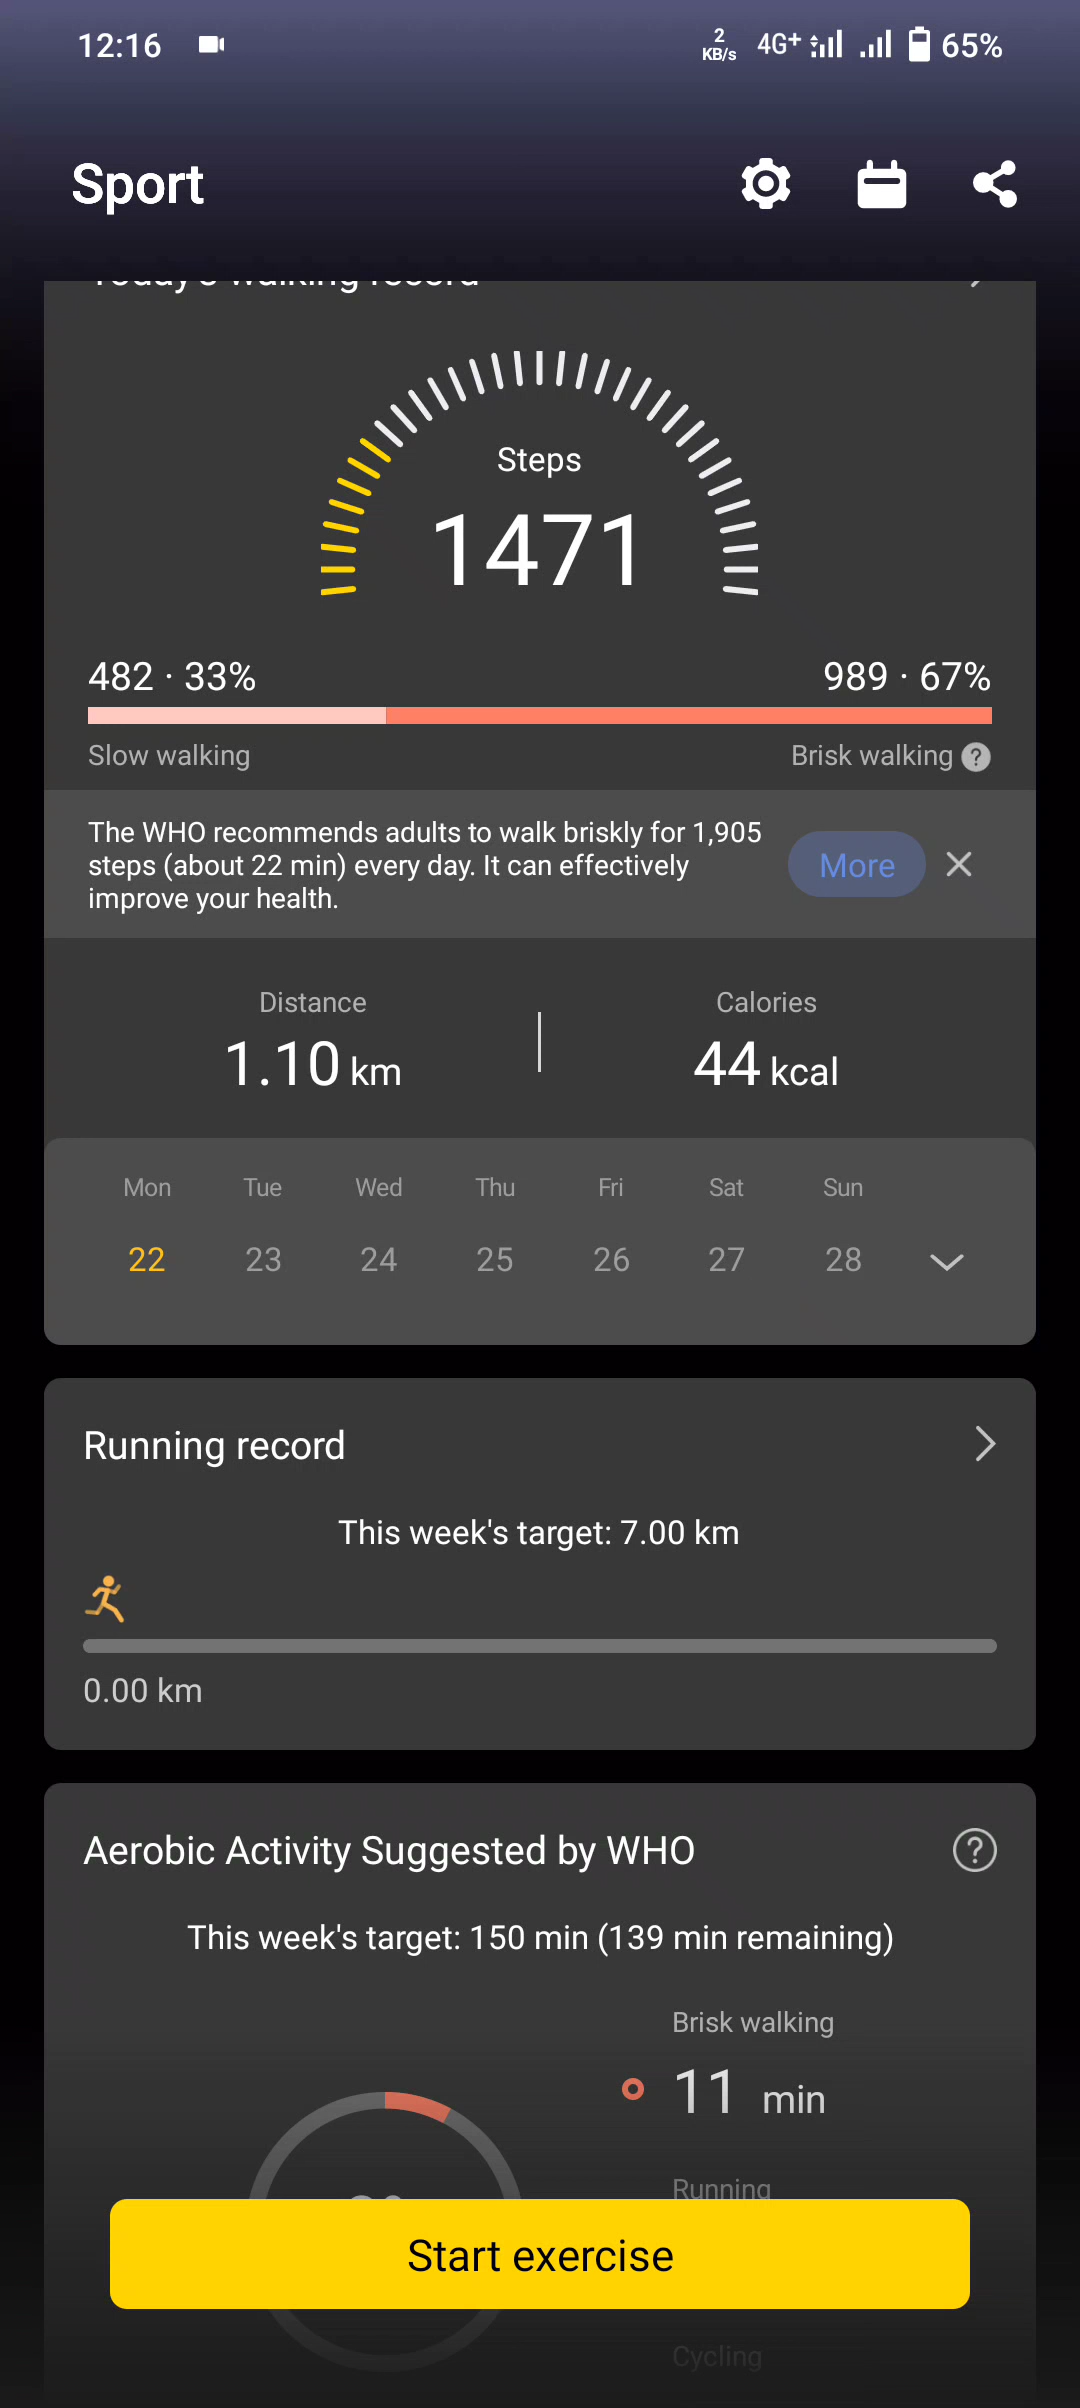 12:16
2
KB/s
4G+
65%
Sport
Today's walking record
Steps
1471
482 · 33%
989 · 67%
Slow walking
Brisk walking
The WHO recommends adults to walk briskly for 1,905
steps (about 22 min) every day. It can effectively
improve your health.
More
Distance
Calories
1.10 km
44 kcal
Mon Tue Wed Thu Fri Sat Sun
22 23 24 25 26 27 28
Running record
This week's target: 7.00 km
0.00 km
Aerobic Activity Suggested by WHO
This week's target: 150 min (139 min remaining)
Brisk walking
11 min
Running
Start exercise
Cycling